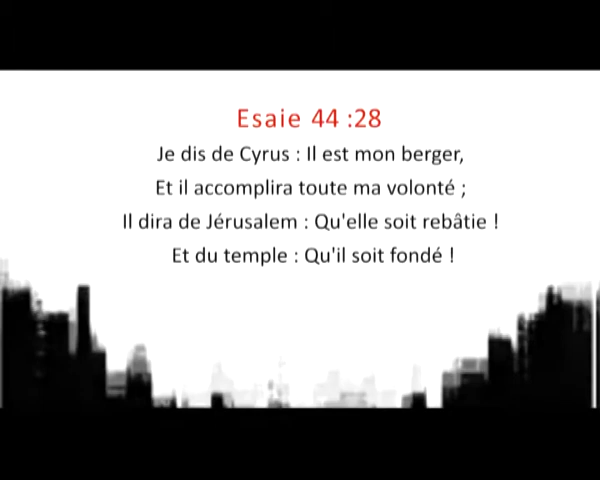 Esaie 44 :28
Je dis de Cyrus : Il est mon berger,
Et il accomplira toute ma volonté ;
Il dira de Jérusalem : Qu'elle soit rebâtie !
Et du temple : Qu'il soit fondé !